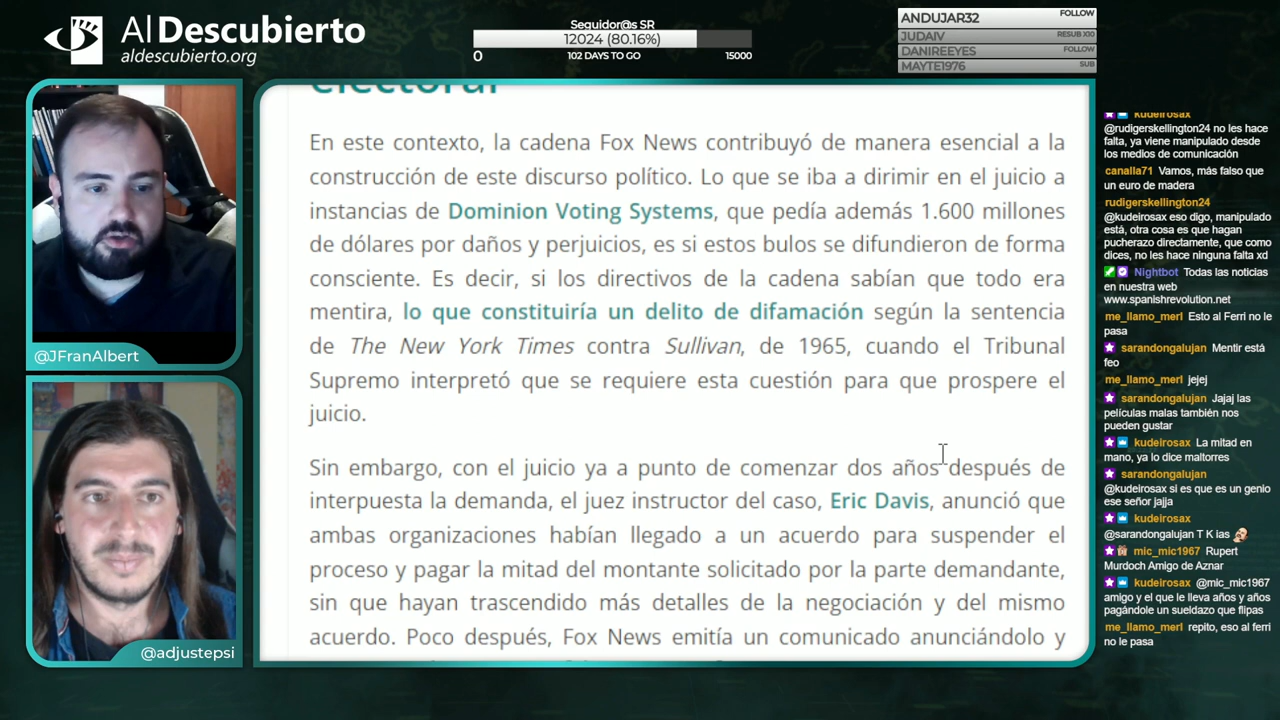 Al Descubierto
aldescubierto.org
Seguidor@s SR
12024 (80.16%)
0
102 DAYS TO GO
15000
ANDUJAR32 FOLLOW
JUDAIV RESUB X10
DANIREEYES FOLLOW
MAYTE1976 SUB
@JFranAlbert
@adjustepsi
electoral
En este contexto, la cadena Fox News contribuyó de manera esencial a la
construcción de este discurso político. Lo que se iba a dirimir en el juicio a
instancias de Dominion Voting Systems, que pedía además 1.600 millones
de dólares por daños y perjuicios, es si estos bulos se difundieron de forma
consciente. Es decir, si los directivos de la cadena sabían que todo era
mentira, lo que constituiría un delito de difamación según la sentencia
de The New York Times contra Sullivan, de 1965, cuando el Tribunal
Supremo interpretó que se requiere esta cuestión para que prospere el
juicio.
Sin embargo, con el juicio ya a punto de comenzar dos años después de
interpuesta la demanda, el juez instructor del caso, Eric Davis, anunció que
ambas organizaciones habían llegado a un acuerdo para suspender el
proceso y pagar la mitad del montante solicitado por la parte demandante,
sin que hayan trascendido más detalles de la negociación y del mismo
acuerdo. Poco después, Fox News emitía un comunicado anunciándolo y
kudeirosax
@rudigerskellington24 no les hace
falta, ya viene manipulado desde
los medios de comunicación
canalla71 Vamos, más falso que
un euro de madera
rudigerskellington24
@kudeirosax eso digo, manipulado
está, otra cosa es que hagan
pucherazo directamente, que como
dices, no les hace ninguna falta xd
Nightbot Todas las noticias
en nuestra web
www.spanishrevolution.net
me_llamo_merl Esto al Ferri no le
pasa
sarandongalujan Mentir está
feo
me_llamo_merl jejej
sarandongalujan Jajaj las
películas malas también nos
pueden gustar
kudeirosax La mitad en
mano, ya lo dice maltorres
sarandongalujan
@kudeirosax si es que es un genio
ese señor jajja
kudeirosax
@sarandongalujan T K ias
mic_mic1967 Rupert
Murdoch Amigo de Aznar
kudeirosax @mic_mic1967
amigo y el que le lleva años y años
pagándole un sueldazo que flipas
me_llamo_merl repito, eso al ferri
no le pasa